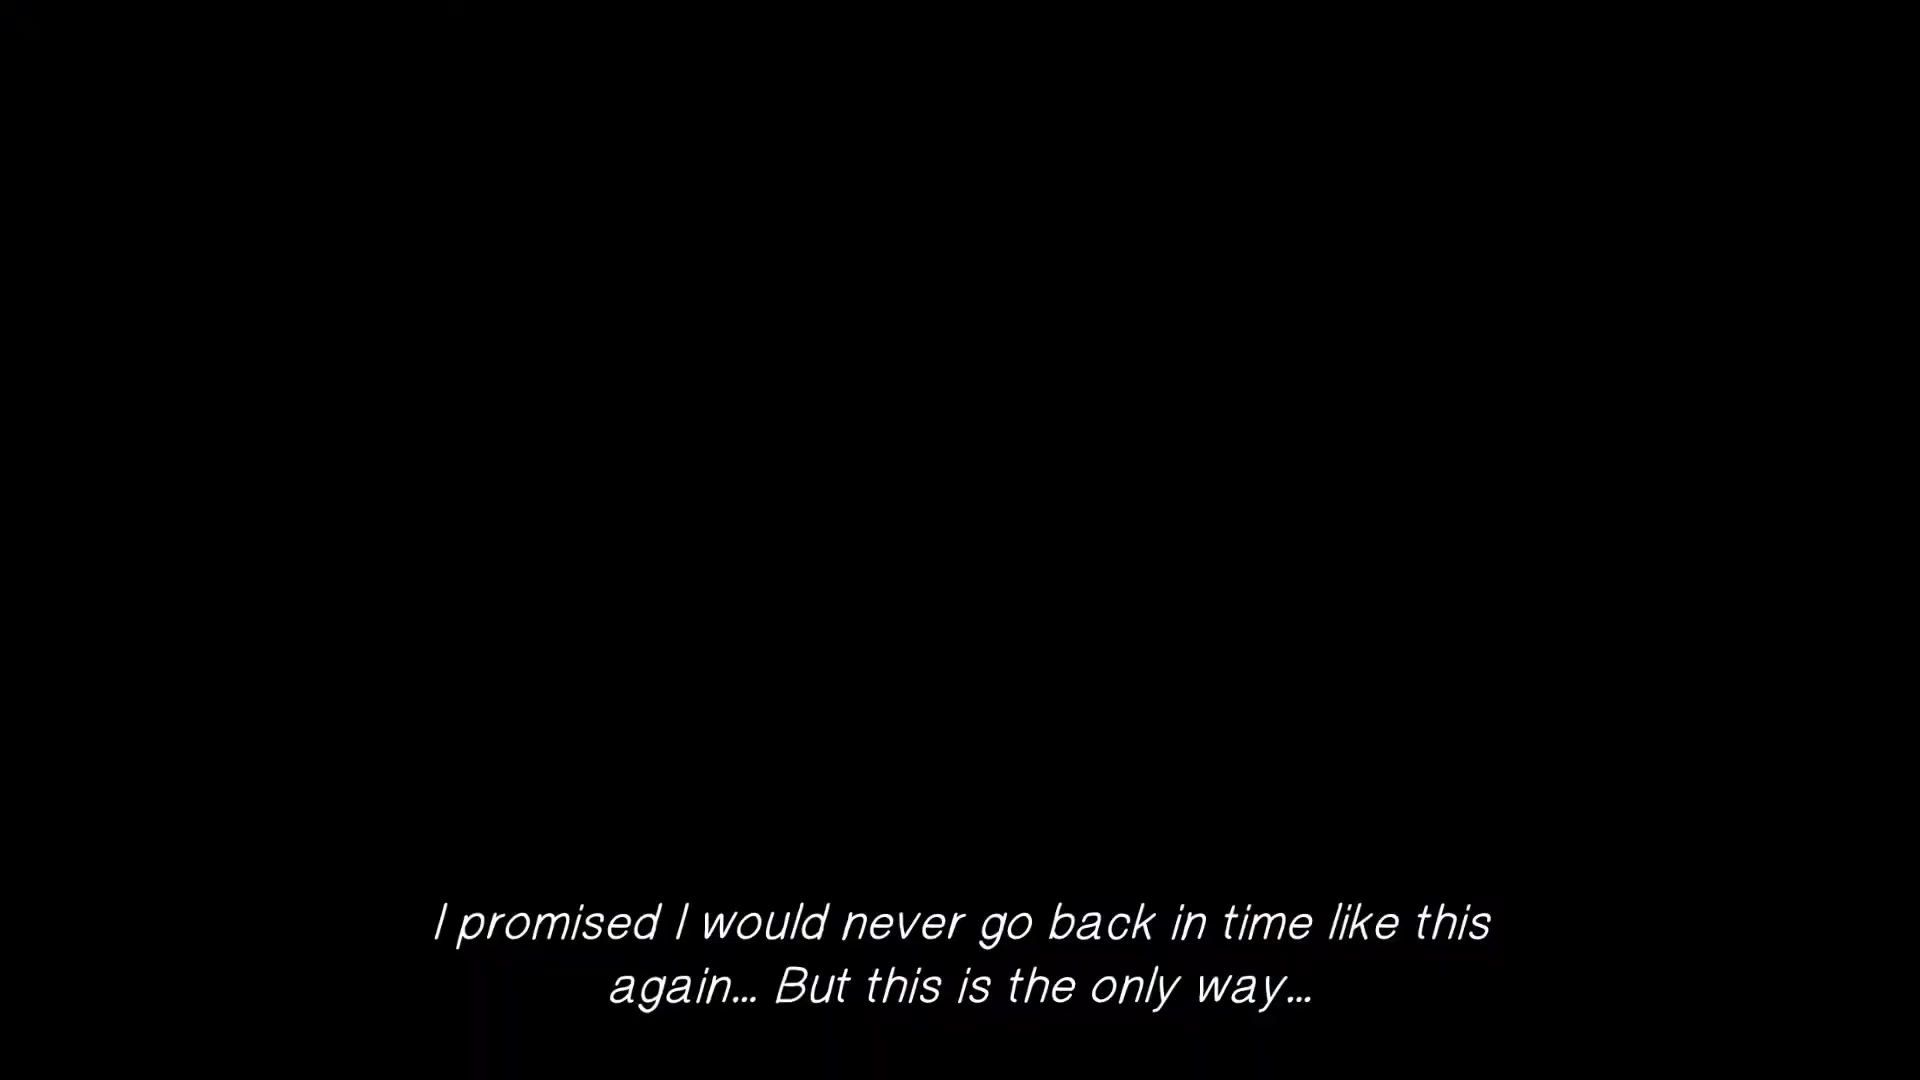 I promised I would never go back in time like this
again... But this is the only way...